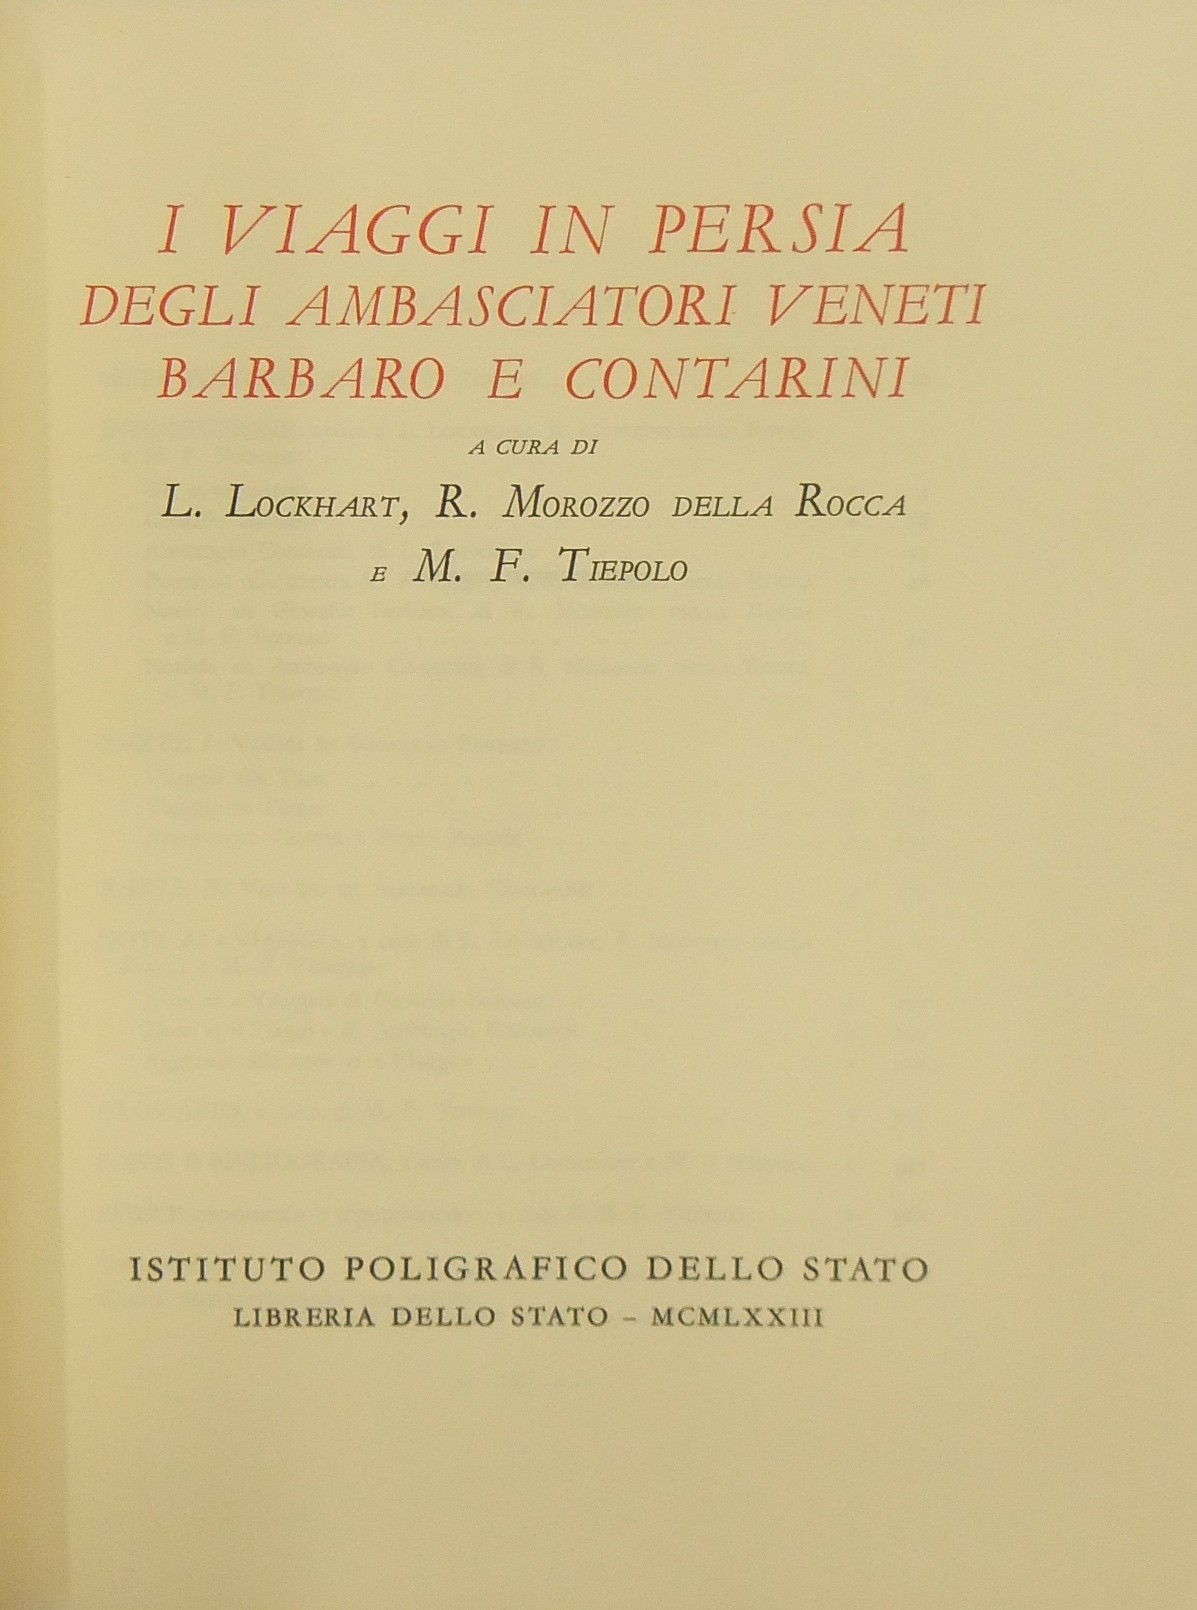 I VIAGGI IN PERSIA
DEGLI AMBASCIATORI VENETI
BARBARO E CONTARINI
A CURA DI
L. LOCKHART, R. MOROZZO DELLA ROCCA
E M. F. TIEPOLO
ISTITUTO POLIGRAFICO DELLO STATO
LIBRERIA DELLO STATO – MCMLXXIII